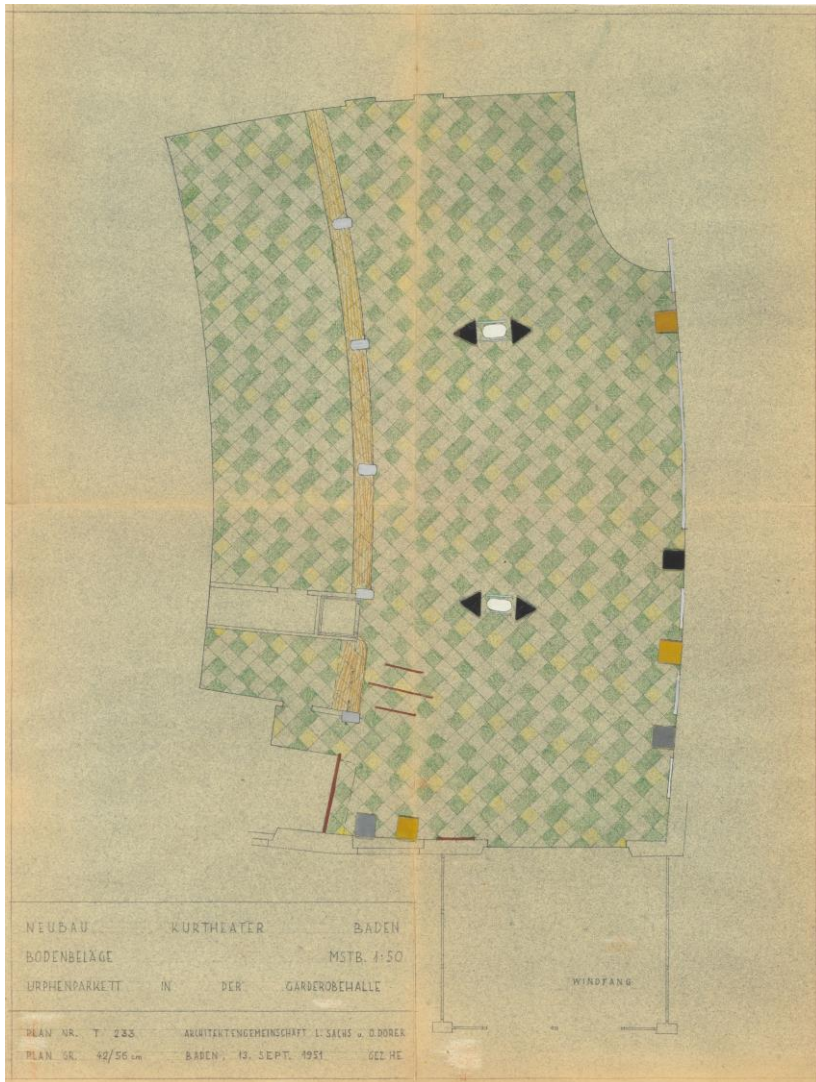 NEUBAU KURTHEATER BADEN
BODENBELÄGE MSTB. 1:50
URPHENPARKETT IN DER GARDEROBEHALLE
PLAN NR. T 233 ARCHITEKTENGEMEINSCHAFT L. SACHS u. O. DORER
PLAN GR. 42/56 cm BADEN, 13. SEPT. 1951 GEZ. HE
WINDFANG